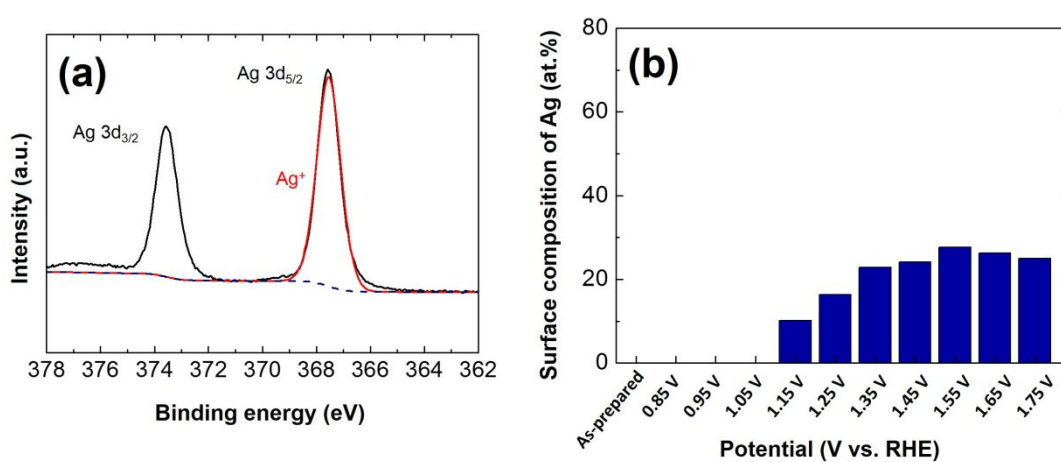 (a)
Ag 3d5/2
Ag 3d3/2
Ag+
Intensity (a.u.)
378 376 374 372 370 368 366 364 362
Binding energy (eV)
(b)
Surface composition of Ag (at.%)
80
60
40
20
0
As-prepared 0.85 V 0.95 V 1.05 V 1.15 V 1.25 V 1.35 V 1.45 V 1.55 V 1.65 V 1.75 V
Potential (V vs. RHE)